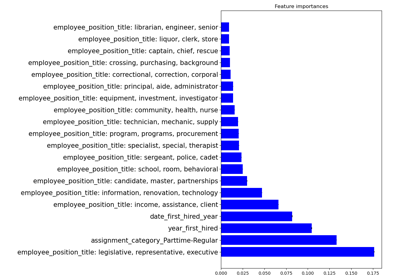 Feature importances
employee_position_title: librarian, engineer, senior
employee_position_title: liquor, clerk, store
employee_position_title: captain, chief, rescue
employee_position_title: crossing, purchasing, background
employee_position_title: correctional, correction, corporal
employee_position_title: principal, aide, administrator
employee_position_title: equipment, investment, investigator
employee_position_title: community, health, nurse
employee_position_title: technician, mechanic, supply
employee_position_title: program, programs, procurement
employee_position_title: specialist, special, therapist
employee_position_title: sergeant, police, cadet
employee_position_title: school, room, behavioral
employee_position_title: candidate, master, partnerships
employee_position_title: information, renovation, technology
employee_position_title: income, assistance, client
date_first_hired_year
year_first_hired
assignment_category_Parttime-Regular
employee_position_title: legislative, representative, executive
0.000 0.025 0.050 0.075 0.100 0.125 0.150 0.175